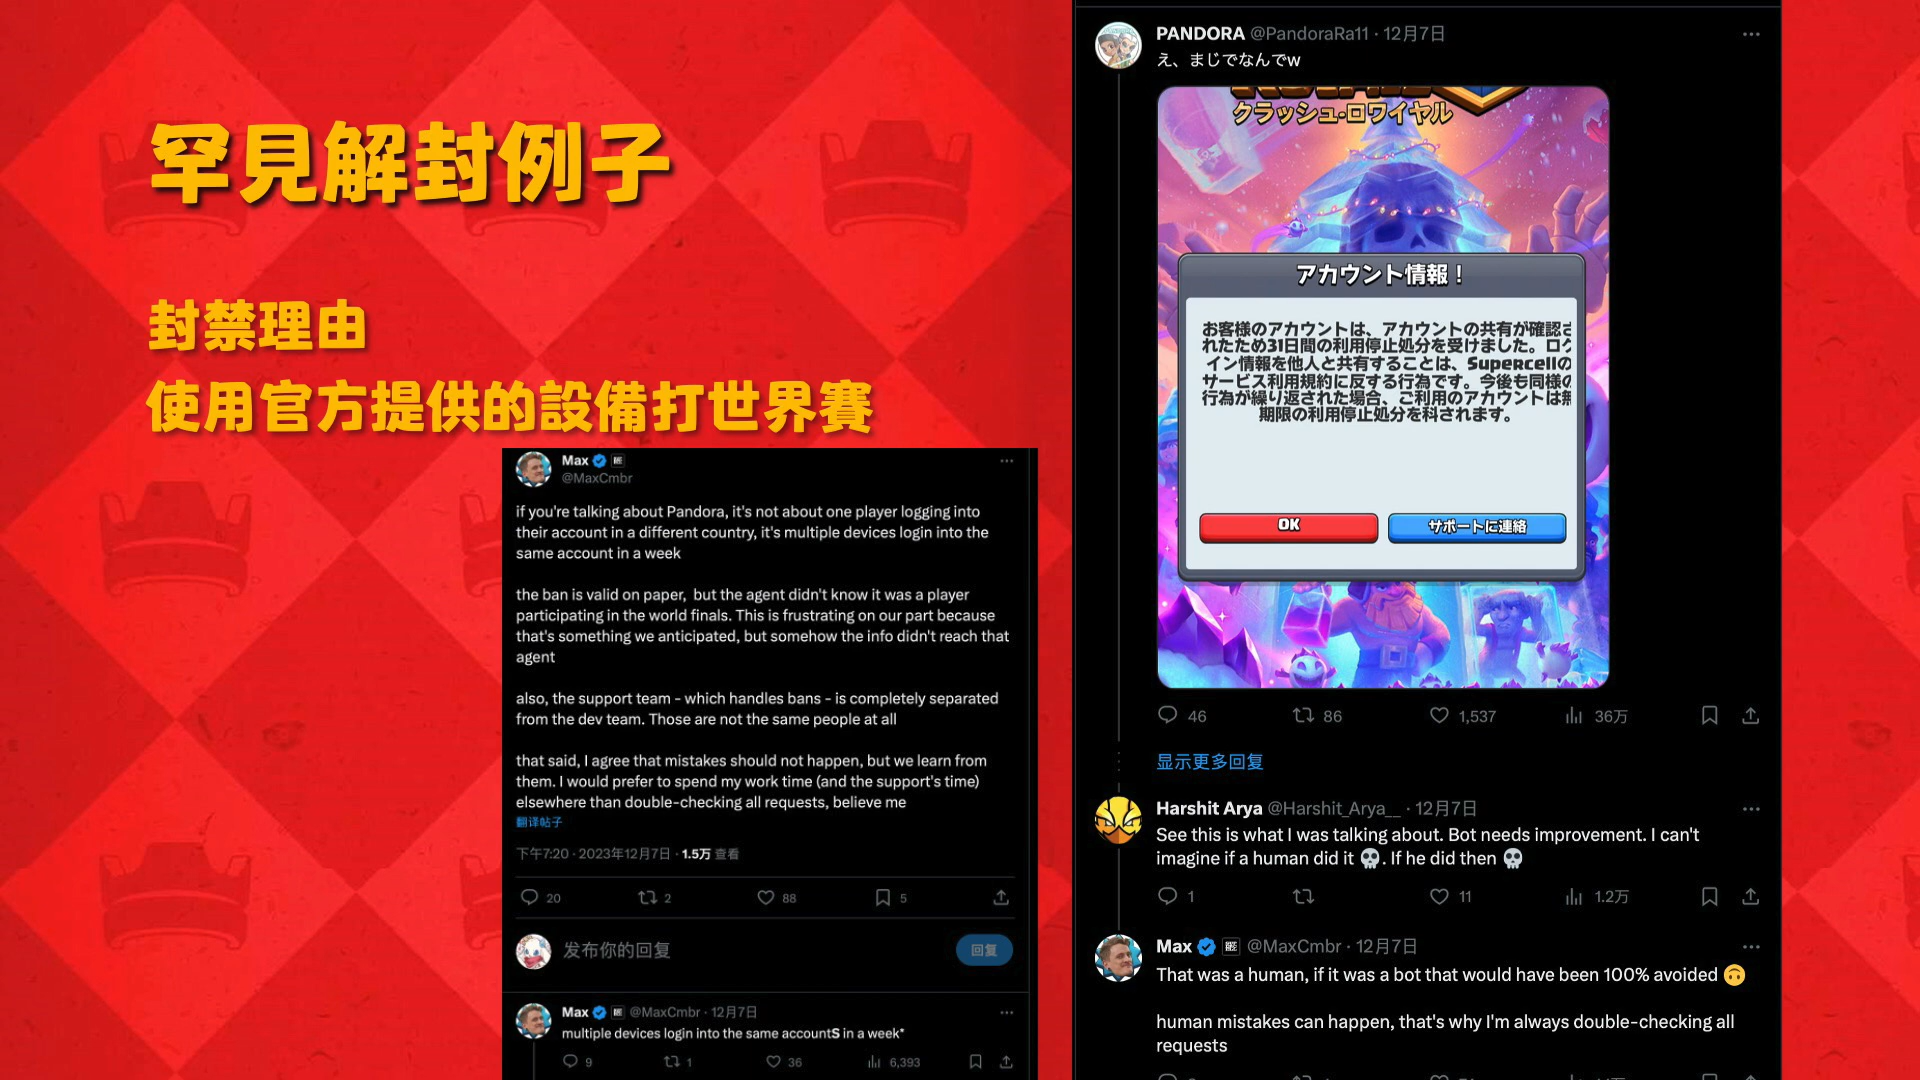 罕見解封例子
封禁理由
使用官方提供的設備打世界賽
Max
@MaxCmbr
if you're talking about Pandora, it's not about one player logging into
their account in a different country, it's multiple devices login into the
same account in a week
the ban is valid on paper, but the agent didn't know it was a player
participating in the world finals. This is frustrating on our part because
that's something we anticipated, but somehow the info didn't reach that
agent
also, the support team - which handles bans - is completely separated
from the dev team. Those are not the same people at all
that said, I agree that mistakes should not happen, but we learn from
them. I would prefer to spend my work time (and the support's time)
elsewhere than double-checking all requests, believe me
翻译帖子
下午7:20 · 2023年12月7日 · 1.5万 查看
20 2 88 5
发布你的回复
回复
Max @MaxCmbr · 12月7日
multiple devices login into the same accountS in a week*
9 1 36 6,393
PANDORA @PandoraRa11 · 12月7日
え、まじでなんでw
クラッシュ・ロワイヤル
アカウント情報！
お客様のアカウントは、アカウントの共有が確認さ
れたため31日間の利用停止処分を受けました。ログ
イン情報を他人と共有することは、Supercellの
サービス利用規約に反する行為です。今後も同様の
行為が繰り返された場合、ご利用のアカウントは無
期限の利用停止処分を科されます。
OK サポートに連絡
46 86 1,537 36万
显示更多回复
Harshit Arya @Harshit_Arya__ · 12月7日
See this is what I was talking about. Bot needs improvement. I can't
imagine if a human did it 💀. If he did then 💀
1 11 1.2万
Max @MaxCmbr · 12月7日
That was a human, if it was a bot that would have been 100% avoided 🙃
human mistakes can happen, that's why I'm always double-checking all
requests